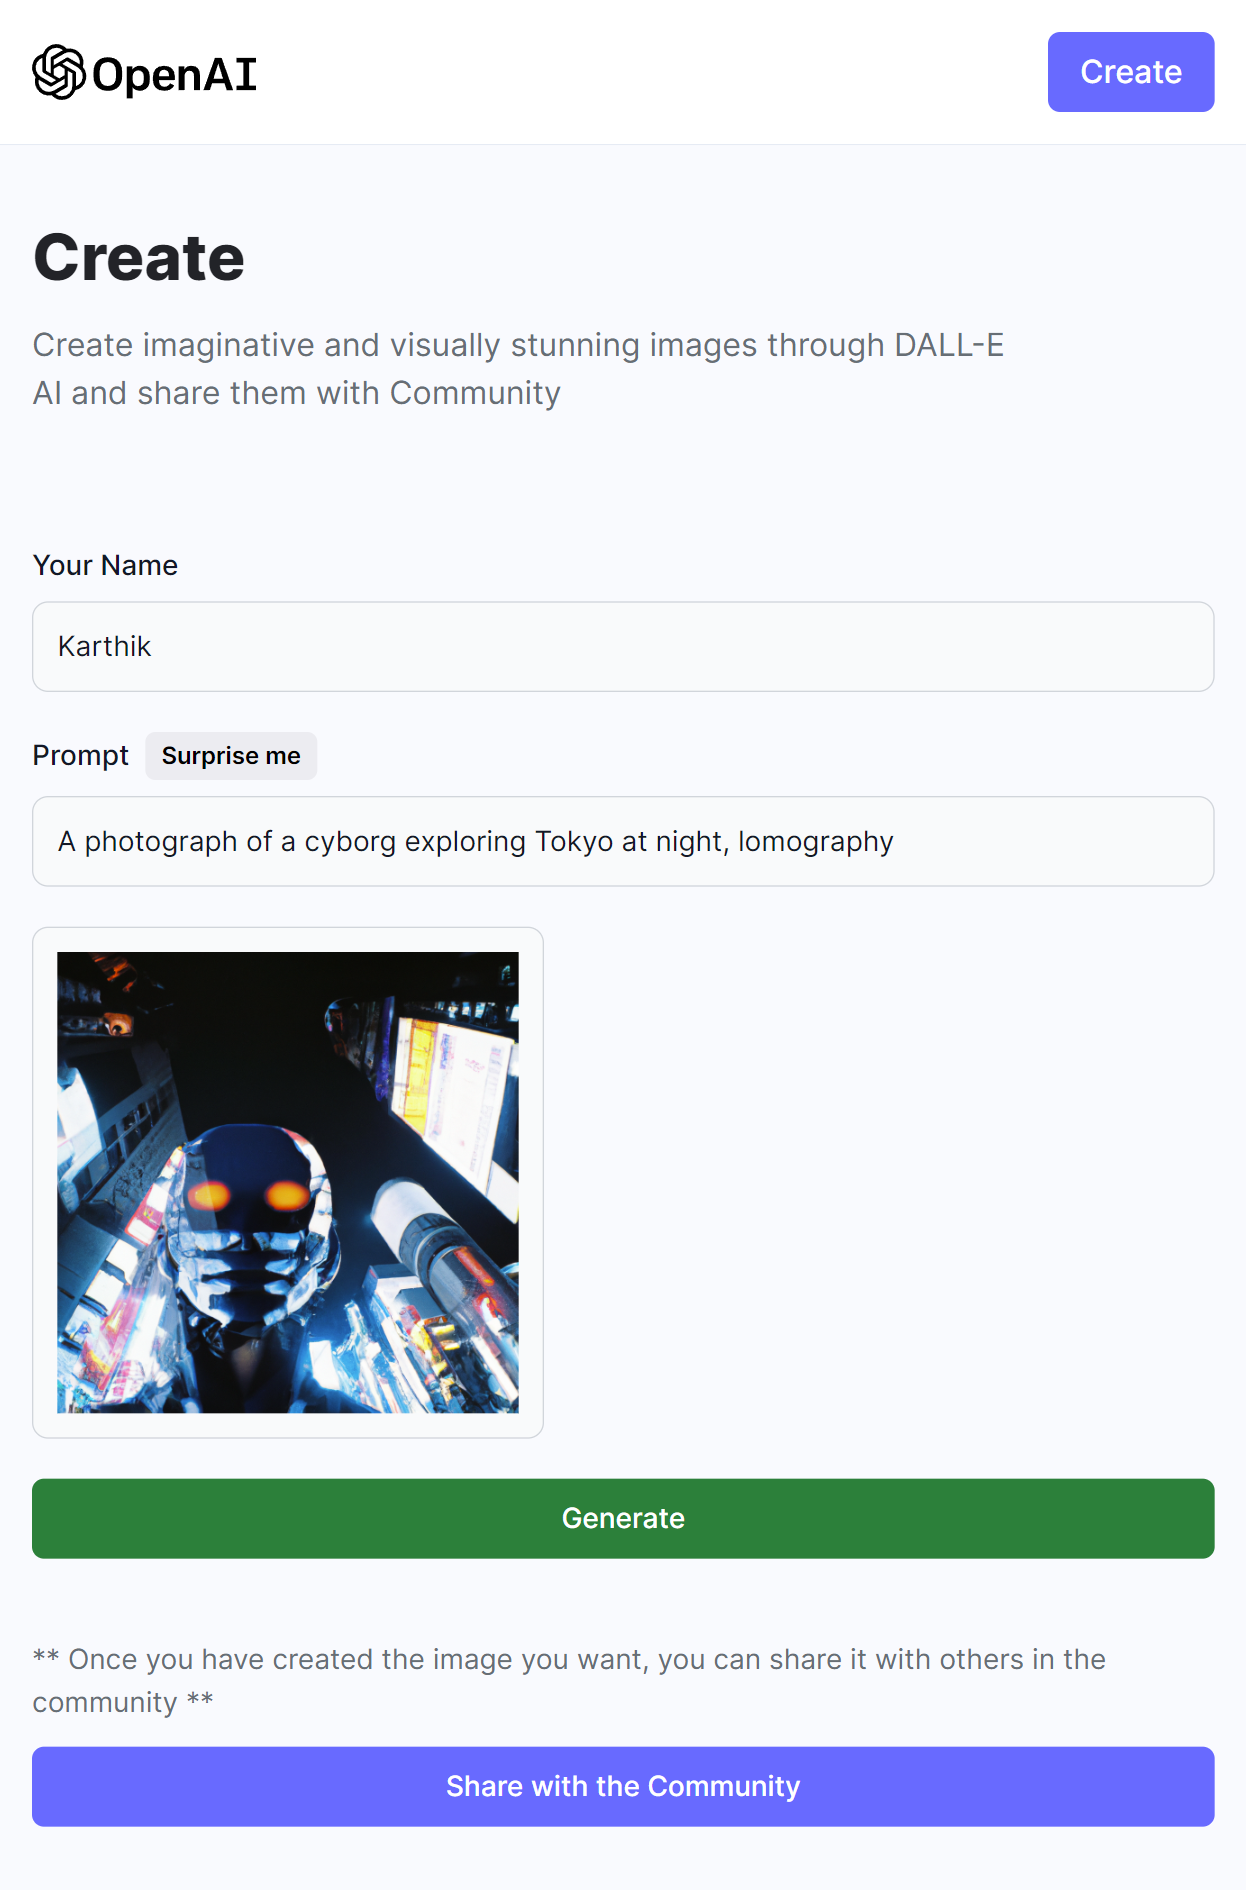 OpenAI
Create
Create
Create imaginative and visually stunning images through DALL-E
AI and share them with Community
Your Name
Karthik
Prompt
Surprise me
A photograph of a cyborg exploring Tokyo at night, lomography
Generate
** Once you have created the image you want, you can share it with others in the
community **
Share with the Community